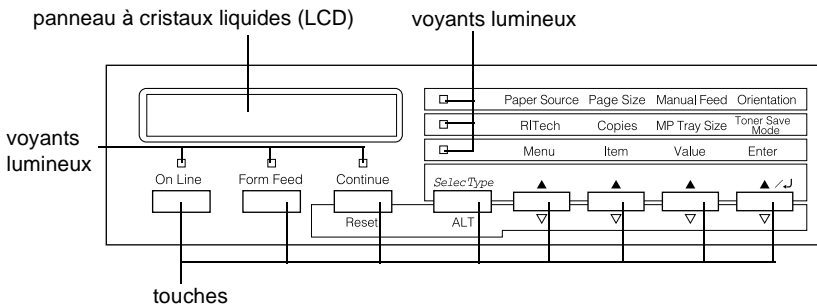 panneau à cristaux liquides (LCD)
voyants lumineux
Paper Source Page Size Manual Feed Orientation
RITech Copies MP Tray Size Toner Save Mode
Menu Item Value Enter
voyants
lumineux
On Line Form Feed Continue SelecType
Reset ALT
touches